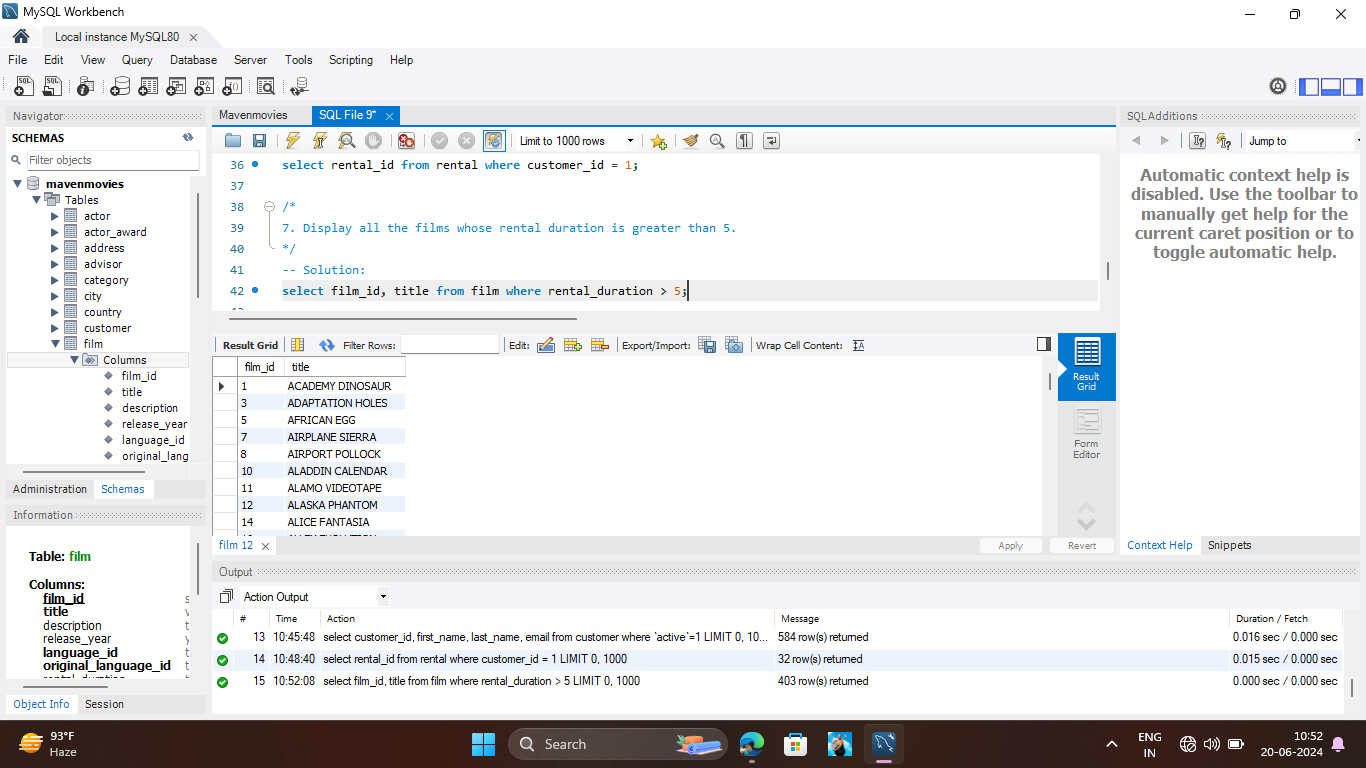 MySQL Workbench
Local instance MySQL80
File Edit View Query Database Server Tools Scripting Help
Navigator
SCHEMAS
Filter objects
mavenmovies
Tables
actor
actor_award
address
advisor
category
city
country
customer
film
Columns
film_id
title
description
release_year
language_id
original_lang
Administration Schemas
Information
Table: film
Columns:
film_id
title
description
release_year
language_id
original_language_id
Object Info Session
Mavenmovies SQL File 9*
Limit to 1000 rows
36 select rental_id from rental where customer_id = 1;
37
38 /*
39 7. Display all the films whose rental duration is greater than 5.
40 */
41 -- Solution:
42 select film_id, title from film where rental_duration > 5;
Result Grid Filter Rows: Edit: Export/Import: Wrap Cell Content:
film_id title
1 ACADEMY DINOSAUR
3 ADAPTATION HOLES
5 AFRICAN EGG
7 AIRPLANE SIERRA
8 AIRPORT POLLOCK
10 ALADDIN CALENDAR
11 ALAMO VIDEOTAPE
12 ALASKA PHANTOM
14 ALICE FANTASIA
Result
Grid
Form
Editor
film 12
Apply Revert
SQLAdditions
Jump to
Automatic context help is
disabled. Use the toolbar to
manually get help for the
current caret position or to
toggle automatic help.
Context Help Snippets
Output
Action Output
# Time Action Message Duration / Fetch
13 10:45:48 select customer_id, first_name, last_name, email from customer where `active`=1 LIMIT 0, 10... 584 row(s) returned 0.016 sec / 0.000 sec
14 10:48:40 select rental_id from rental where customer_id = 1 LIMIT 0, 1000 32 row(s) returned 0.015 sec / 0.000 sec
15 10:52:08 select film_id, title from film where rental_duration > 5 LIMIT 0, 1000 403 row(s) returned 0.000 sec / 0.000 sec
93°F
Haze
Search
ENG
IN
10:52
20-06-2024